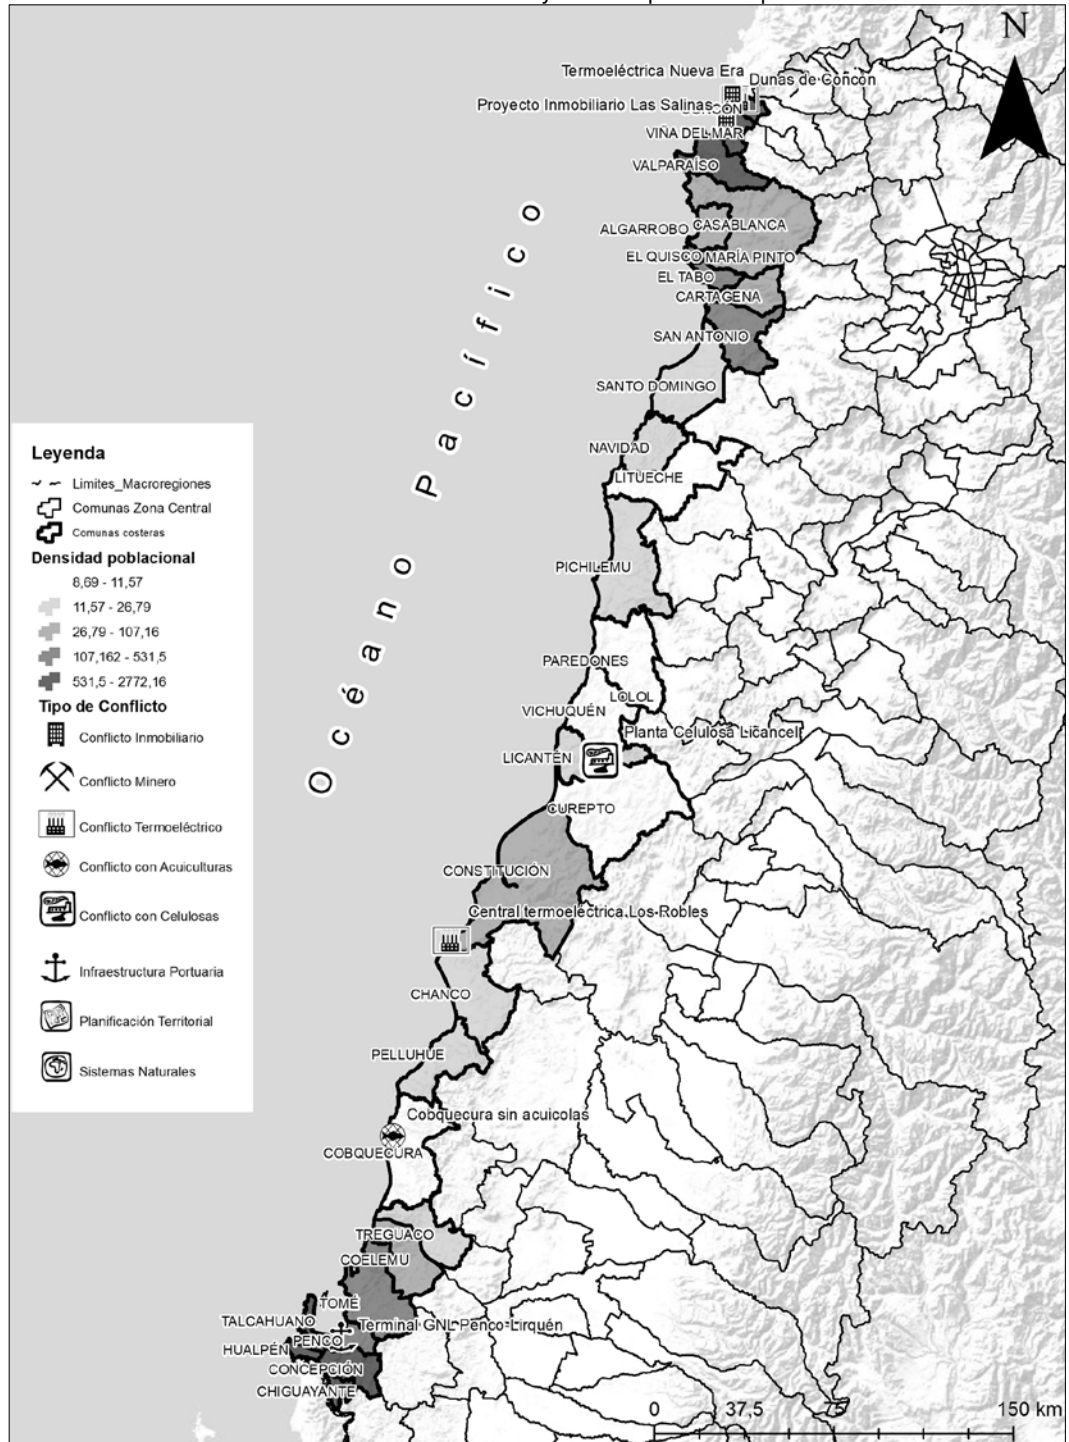 N
Termoeléctrica Nueva Era
Dunas de Concón
Proyecto Inmobiliario Las Salinas
VIÑA DEL MAR
VALPARAÍSO
ALGARROBO
CASABLANCA
EL QUISCO
MARÍA PINTO
EL TABO
CARTAGENA
SAN ANTONIO
SANTO DOMINGO
NAVIDAD
LITUECHE
PICHILEMU
PAREDONES
LOLOL
VICHUQUÉN
Planta Celulosa Licancel
LICANTÉN
CUREPTO
CONSTITUCIÓN
Central termoeléctrica Los Robles
CHANCO
PELLUHUE
Cobquecura sin acuicolas
COBQUECURA
TREGUACO
COELEMU
TOMÉ
TALCAHUANO
Terminal GNL Penco-Lirquén
PENCO
HUALPÉN
CONCEPCIÓN
CHIGUAYANTE
Océano Pacífico
Leyenda
Limites_Macroregiones
Comunas Zona Central
Comunas costeras
Densidad poblacional
8,69 - 11,57
11,57 - 26,79
26,79 - 107,16
107,162 - 531,5
531,5 - 2772,16
Tipo de Conflicto
Conflicto Inmobiliario
Conflicto Minero
Conflicto Termoeléctrico
Conflicto con Acuiculturas
Conflicto con Celulosas
Infraestructura Portuaria
Planificación Territorial
Sistemas Naturales
0 37,5 75 150 km